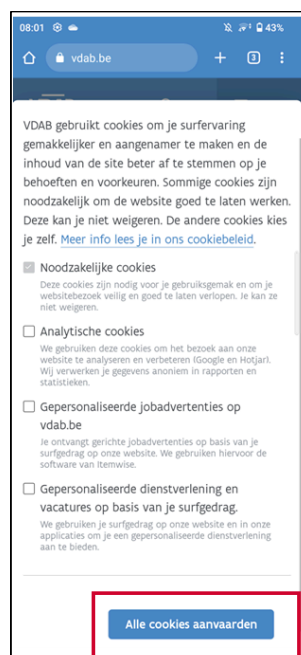 08:01
43%
vdab.be
3
VDAB gebruikt cookies om je surfervaring
gemakkelijker en aangenamer te maken en de
inhoud van de site beter af te stemmen op je
behoeften en voorkeuren. Sommige cookies zijn
noodzakelijk om de website goed te laten werken.
Deze kan je niet weigeren. De andere cookies kies
je zelf. Meer info lees je in ons cookiebeleid.
Noodzakelijke cookies
Deze cookies zijn nodig voor je gebruiksgemak en om je
websitebezoek veilig en goed te laten verlopen. Je kan ze
niet weigeren.
Analytische cookies
We gebruiken deze cookies om het bezoek aan onze
website te analyseren en verbeteren (Google en Hotjar).
Wij verwerken je gegevens anoniem in rapporten en
statistieken.
Gepersonaliseerde jobadvertenties op
vdab.be
Je ontvangt gerichte jobadvertenties op basis van je
surfgedrag op onze website. We gebruiken hiervoor de
software van Itemwise.
Gepersonaliseerde dienstverlening en
vacatures op basis van je surfgedrag.
We gebruiken je surfgedrag op onze website en in onze
applicaties om je een gepersonaliseerde dienstverlening
aan te bieden.
Alle cookies aanvaarden